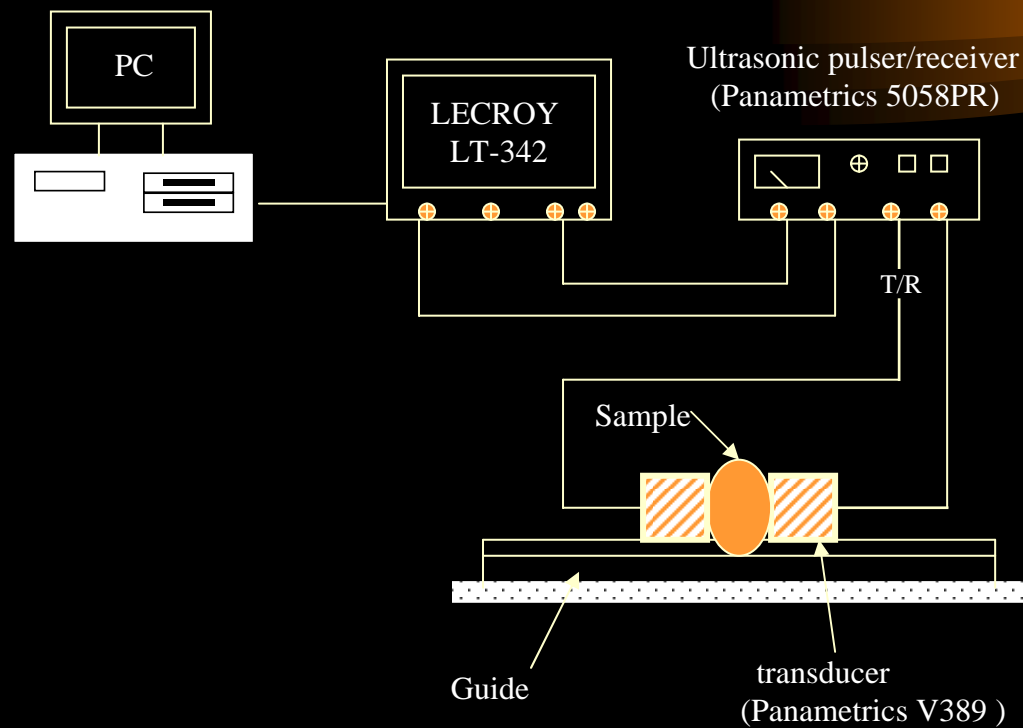 PC
LECROY
LT-342
Ultrasonic pulser/receiver
(Panametrics 5058PR)
T/R
Sample
Guide
transducer
(Panametrics V389 )